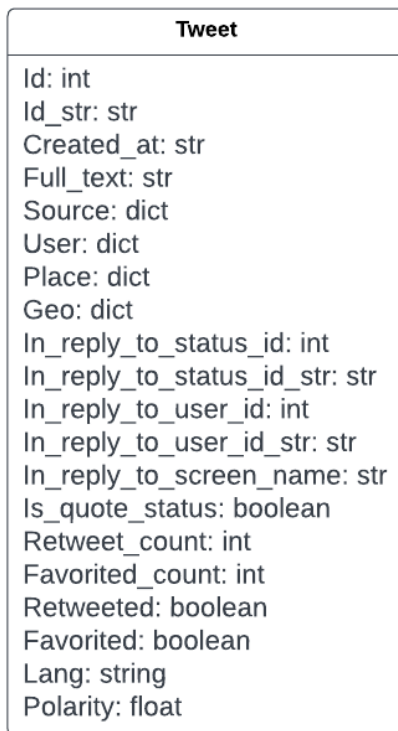 Tweet
Id: int
Id_str: str
Created_at: str
Full_text: str
Source: dict
User: dict
Place: dict
Geo: dict
In_reply_to_status_id: int
In_reply_to_status_id_str: str
In_reply_to_user_id: int
In_reply_to_user_id_str: str
In_reply_to_screen_name: str
Is_quote_status: boolean
Retweet_count: int
Favorited_count: int
Retweeted: boolean
Favorited: boolean
Lang: string
Polarity: float